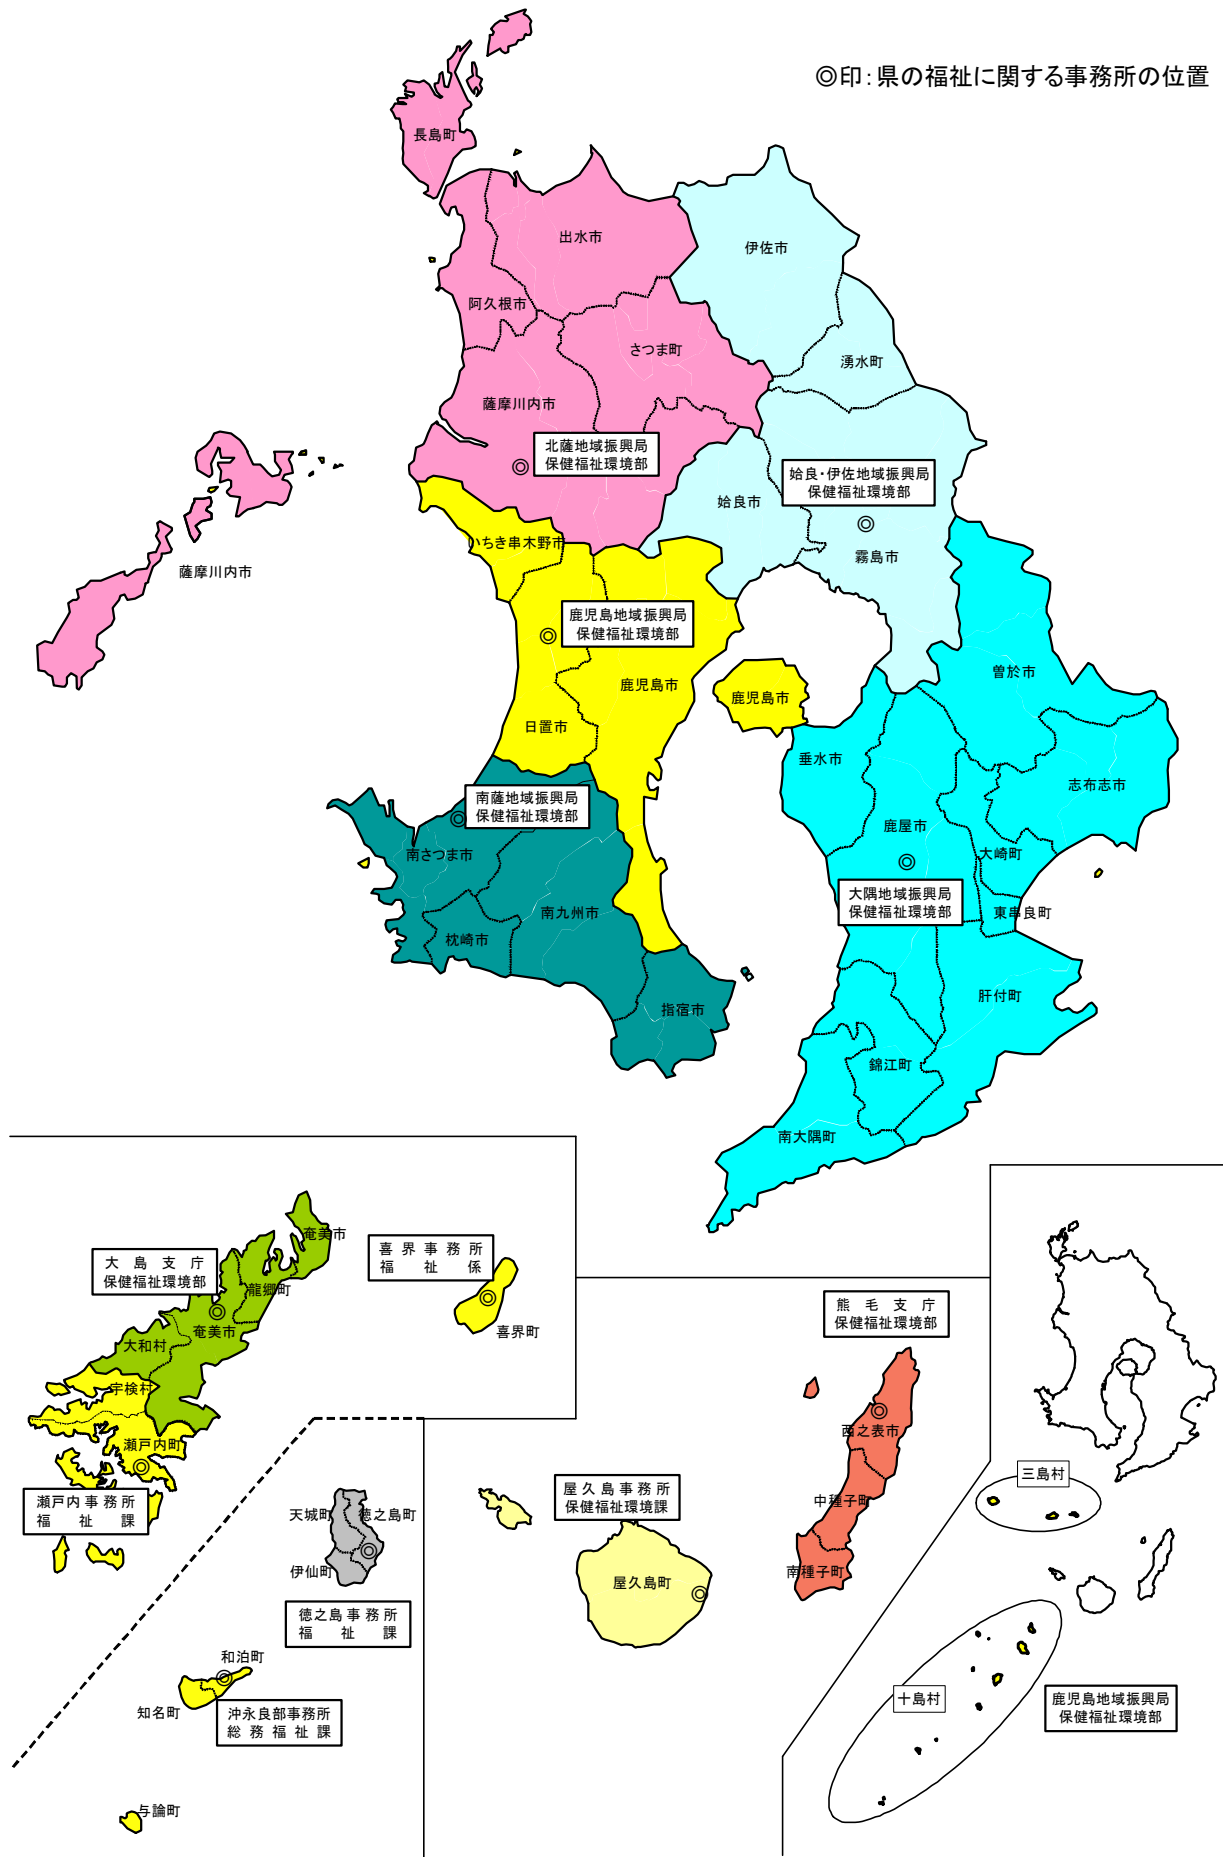 ◎印：県の福祉に関する事務所の位置
長島町
出水市
伊佐市
阿久根市
さつま町
湧水町
薩摩川内市
北薩地域振興局
保健福祉環境部
姶良・伊佐地域振興局
保健福祉環境部
姶良市
いちき串木野市
霧島市
薩摩川内市
鹿児島地域振興局
保健福祉環境部
曽於市
鹿児島市
鹿児島市
日置市
垂水市
志布志市
南薩地域振興局
保健福祉環境部
鹿屋市
南さつま市
大崎町
大隅地域振興局
保健福祉環境部
南九州市
東串良町
枕崎市
肝付町
指宿市
錦江町
南大隅町
奄美市
大島支庁
保健福祉環境部
喜界事務所
福祉係
龍郷町
熊毛支庁
保健福祉環境部
奄美市
喜界町
大和村
宇検村
西之表市
瀬戸内町
三島村
瀬戸内事務所
福祉課
屋久島事務所
保健福祉環境課
中種子町
天城町
徳之島町
伊仙町
屋久島町
南種子町
徳之島事務所
福祉課
和泊町
十島村
鹿児島地域振興局
保健福祉環境部
知名町
沖永良部事務所
総務福祉課
与論町